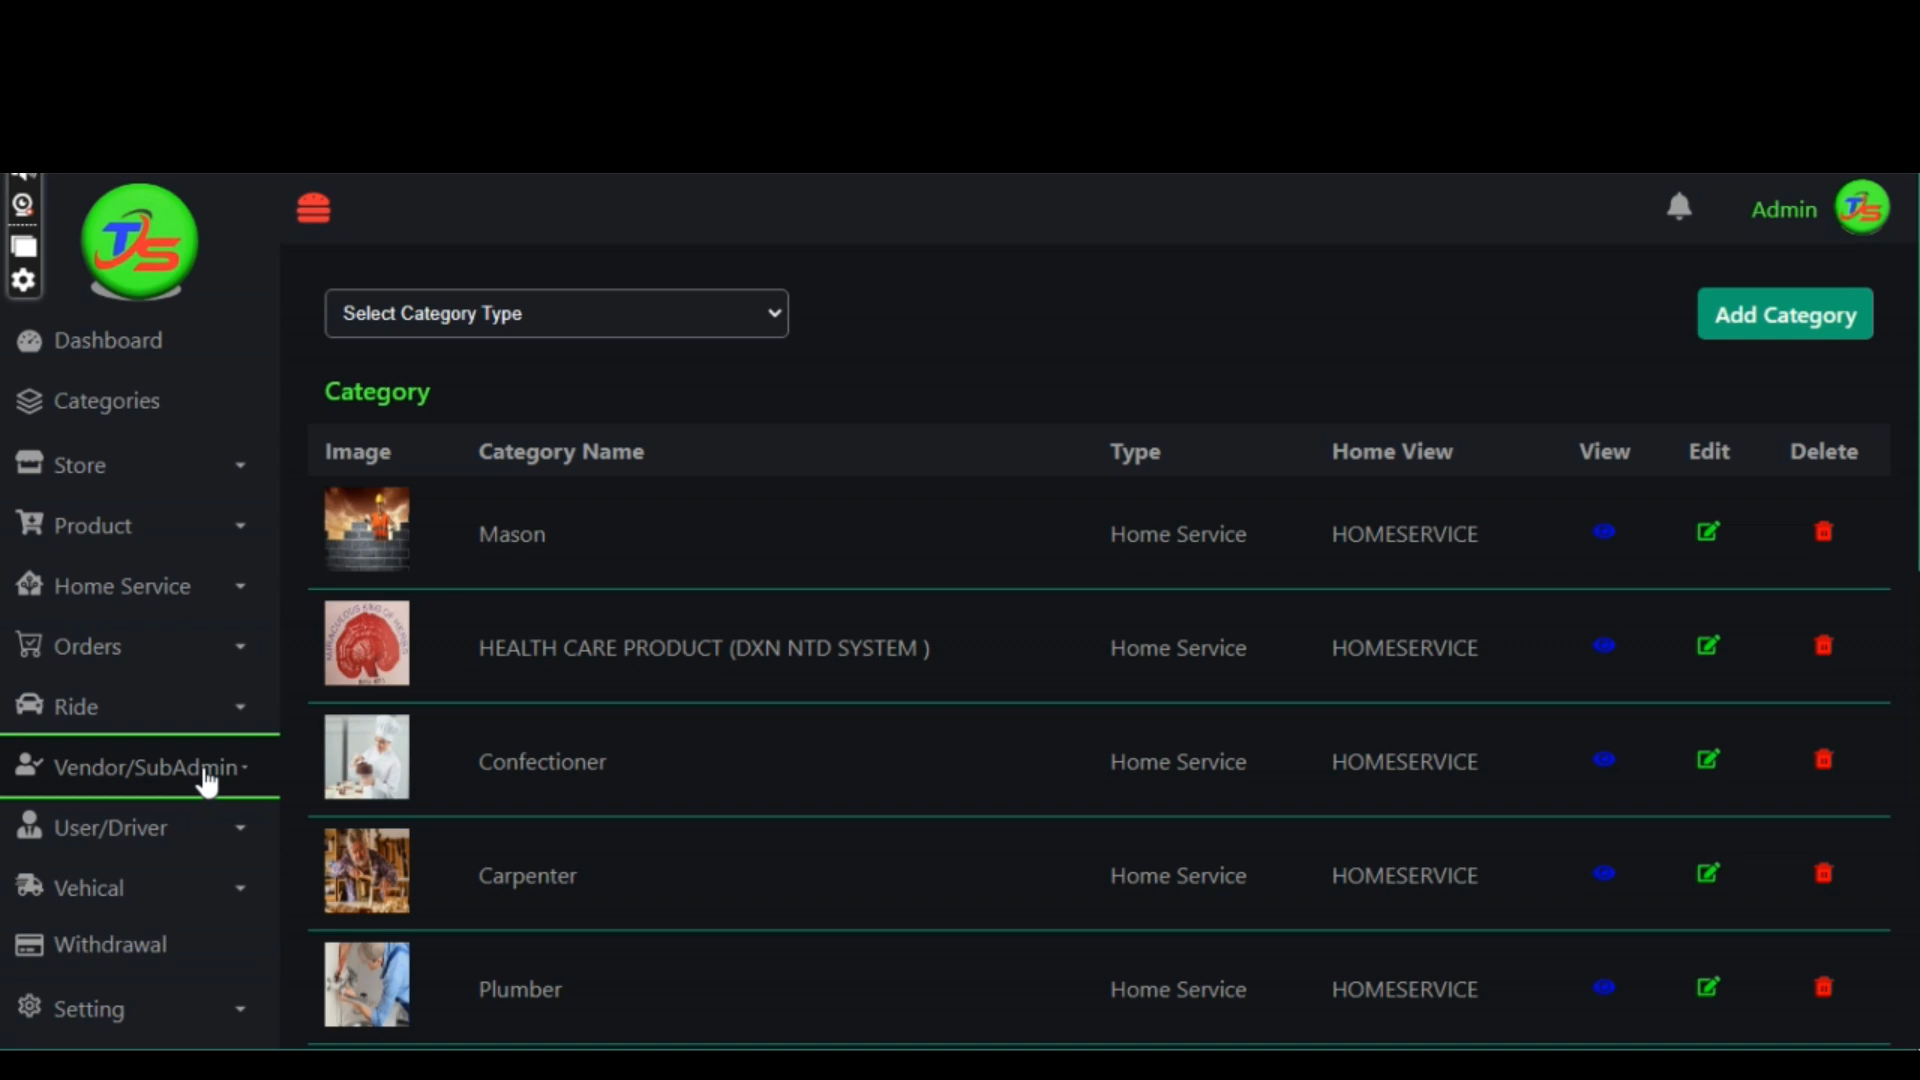 TS
Admin
TS
Dashboard
Categories
Store
Product
Home Service
Orders
Ride
Vendor/SubAdmin
User/Driver
Vehical
Withdrawal
Setting
Select Category Type
Add Category
Category
Image Category Name Type Home View View Edit Delete
Mason Home Service HOMESERVICE
HEALTH CARE PRODUCT (DXN NTD SYSTEM ) Home Service HOMESERVICE
Confectioner Home Service HOMESERVICE
Carpenter Home Service HOMESERVICE
Plumber Home Service HOMESERVICE